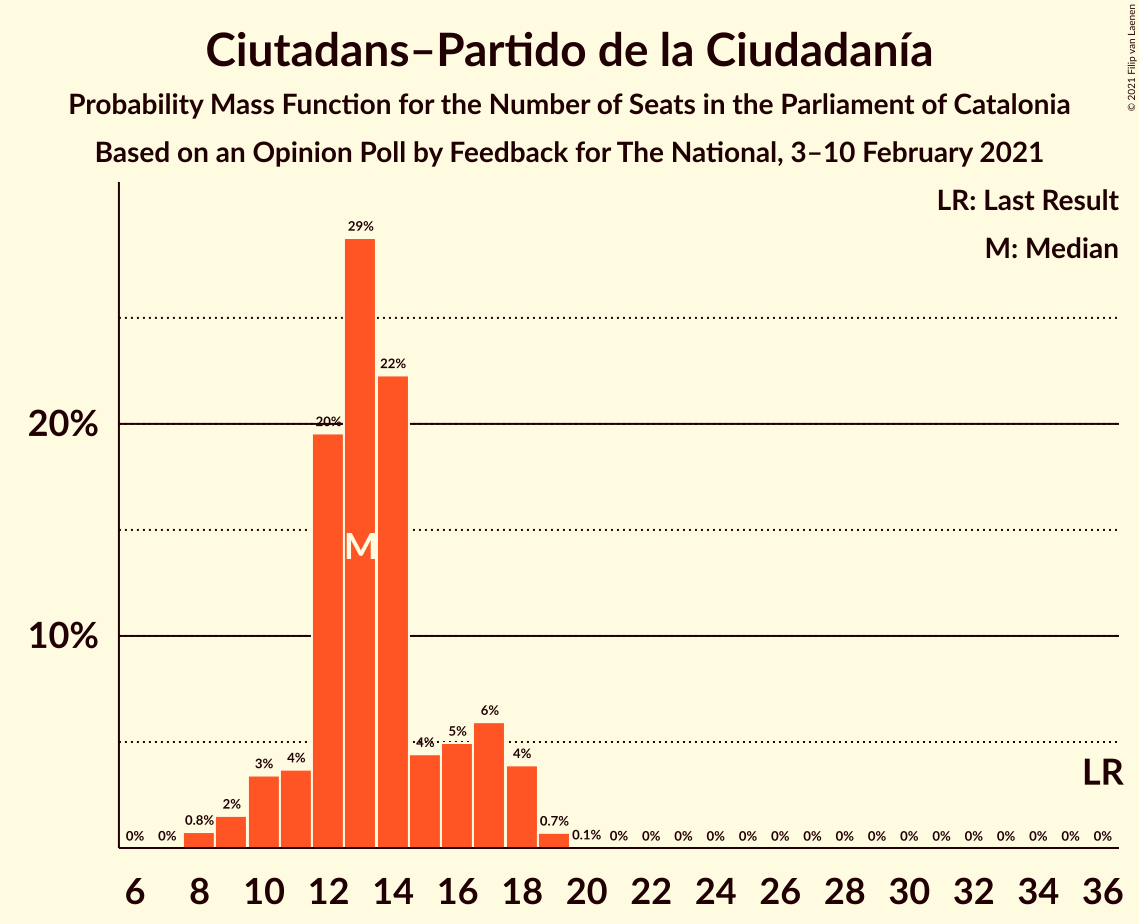 Ciutadans–Partido de la Ciudadanía
Probability Mass Function for the Number of Seats in the Parliament of Catalonia
Based on an Opinion Poll by Feedback for The National, 3–10 February 2021
© 2021 Filip van Laenen
LR: Last Result
M: Median
29%
22%
20%
20%
M
10%
6%
5%
4%
4%
4%
3%
LR
2%
0.8%
0.7%
0% 0% 0.1% 0% 0% 0% 0% 0% 0% 0% 0% 0% 0% 0% 0% 0% 0% 0%
6 8 10 12 14 16 18 20 22 24 26 28 30 32 34 36